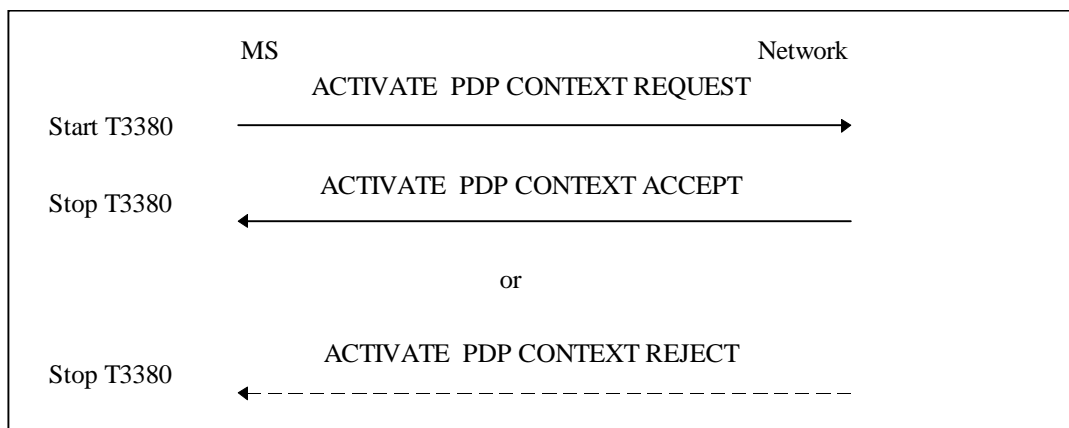 MS Network
ACTIVATE PDP CONTEXT REQUEST
Start T3380
ACTIVATE PDP CONTEXT ACCEPT
Stop T3380
or
ACTIVATE PDP CONTEXT REJECT
Stop T3380